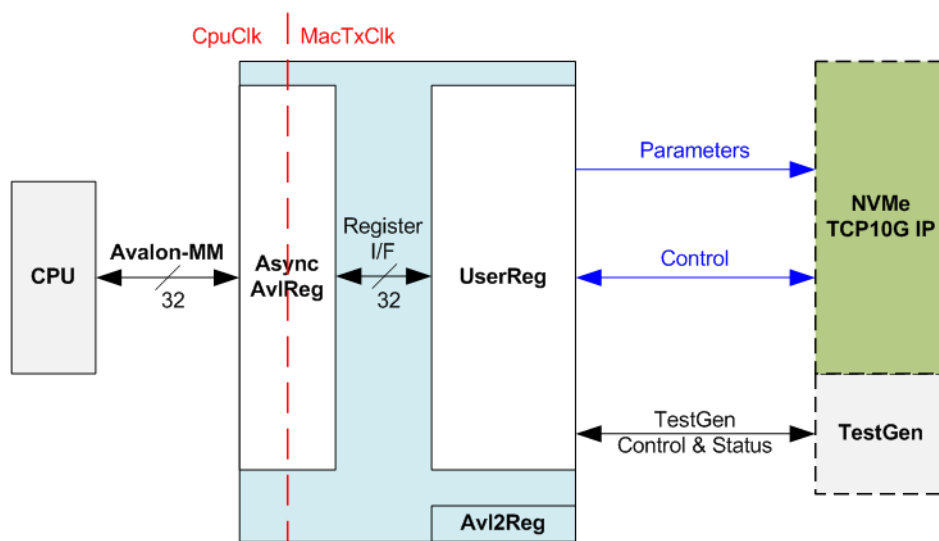 CpuClk
MacTxClk
CPU
Avalon-MM
32
Async
AvlReg
Register
I/F
32
UserReg
Avl2Reg
Parameters
Control
TestGen
Control & Status
NVMe
TCP10G IP
TestGen